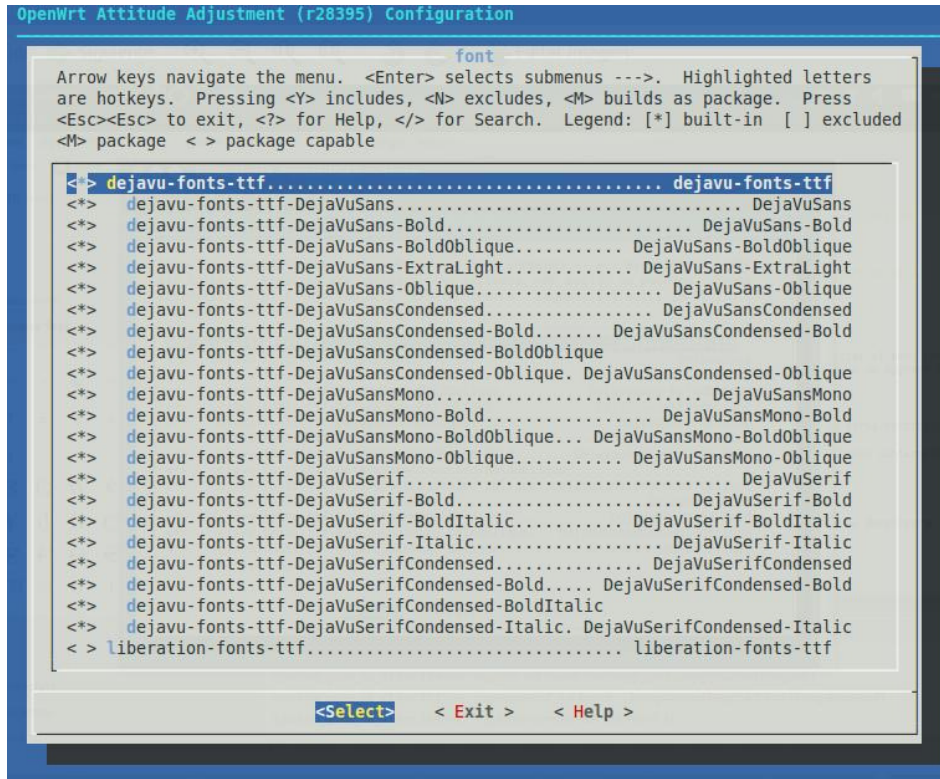 OpenWrt Attitude Adjustment (r28395) Configuration
font
Arrow keys navigate the menu.  <Enter> selects submenus --->.  Highlighted letters
are hotkeys.  Pressing <Y> includes, <N> excludes, <M> builds as package.  Press
<Esc><Esc> to exit, <?> for Help, </> for Search.  Legend: [*] built-in  [ ] excluded
<M> package  < > package capable
<*> dejavu-fonts-ttf........................................ dejavu-fonts-ttf
<*>   dejavu-fonts-ttf-DejaVuSans................................... DejaVuSans
<*>   dejavu-fonts-ttf-DejaVuSans-Bold......................... DejaVuSans-Bold
<*>   dejavu-fonts-ttf-DejaVuSans-BoldOblique........... DejaVuSans-BoldOblique
<*>   dejavu-fonts-ttf-DejaVuSans-ExtraLight............. DejaVuSans-ExtraLight
<*>   dejavu-fonts-ttf-DejaVuSans-Oblique................... DejaVuSans-Oblique
<*>   dejavu-fonts-ttf-DejaVuSansCondensed................. DejaVuSansCondensed
<*>   dejavu-fonts-ttf-DejaVuSansCondensed-Bold....... DejaVuSansCondensed-Bold
<*>   dejavu-fonts-ttf-DejaVuSansCondensed-BoldOblique
<*>   dejavu-fonts-ttf-DejaVuSansCondensed-Oblique. DejaVuSansCondensed-Oblique
<*>   dejavu-fonts-ttf-DejaVuSansMono........................... DejaVuSansMono
<*>   dejavu-fonts-ttf-DejaVuSansMono-Bold................. DejaVuSansMono-Bold
<*>   dejavu-fonts-ttf-DejaVuSansMono-BoldOblique... DejaVuSansMono-BoldOblique
<*>   dejavu-fonts-ttf-DejaVuSansMono-Oblique........... DejaVuSansMono-Oblique
<*>   dejavu-fonts-ttf-DejaVuSerif................................. DejaVuSerif
<*>   dejavu-fonts-ttf-DejaVuSerif-Bold....................... DejaVuSerif-Bold
<*>   dejavu-fonts-ttf-DejaVuSerif-BoldItalic........... DejaVuSerif-BoldItalic
<*>   dejavu-fonts-ttf-DejaVuSerif-Italic................... DejaVuSerif-Italic
<*>   dejavu-fonts-ttf-DejaVuSerifCondensed............... DejaVuSerifCondensed
<*>   dejavu-fonts-ttf-DejaVuSerifCondensed-Bold..... DejaVuSerifCondensed-Bold
<*>   dejavu-fonts-ttf-DejaVuSerifCondensed-BoldItalic
<*>   dejavu-fonts-ttf-DejaVuSerifCondensed-Italic. DejaVuSerifCondensed-Italic
< > liberation-fonts-ttf................................ liberation-fonts-ttf
<Select>    < Exit >    < Help >